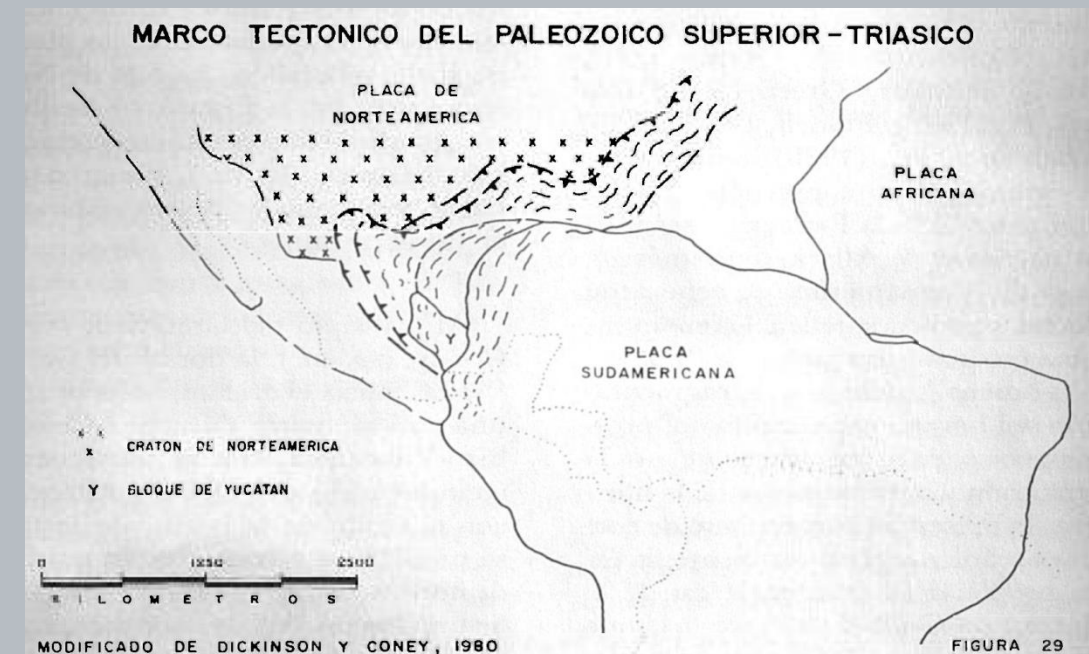 MARCO TECTONICO DEL PALEOZOICO SUPERIOR - TRIASICO
PLACA DE
NORTEAMERICA
PLACA
AFRICANA
PLACA
SUDAMERICANA
Y
CRATON DE NORTEAMERICA
Y BLOQUE DE YUCATAN
0 1250 2500
KILOMETROS
MODIFICADO DE DICKINSON Y CONEY, 1980
FIGURA 29